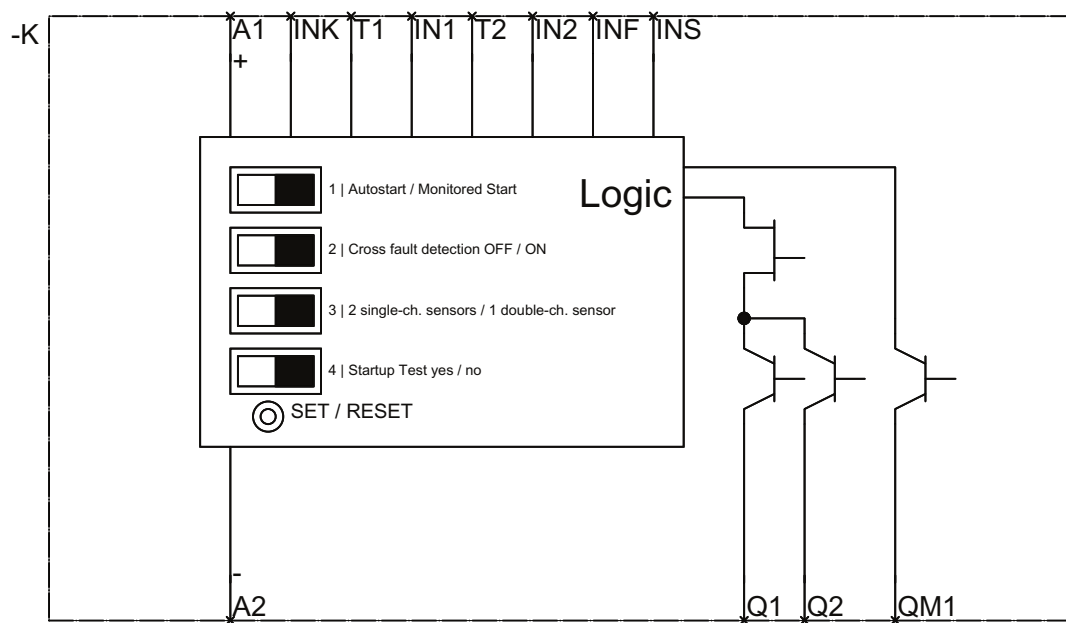 -K
A1 INK T1 IN1 T2 IN2 INF INS
+
1 | Autostart / Monitored Start
Logic
2 | Cross fault detection OFF / ON
3 | 2 single-ch. sensors / 1 double-ch. sensor
4 | Startup Test yes / no
SET / RESET
-
A2 Q1 Q2 QM1